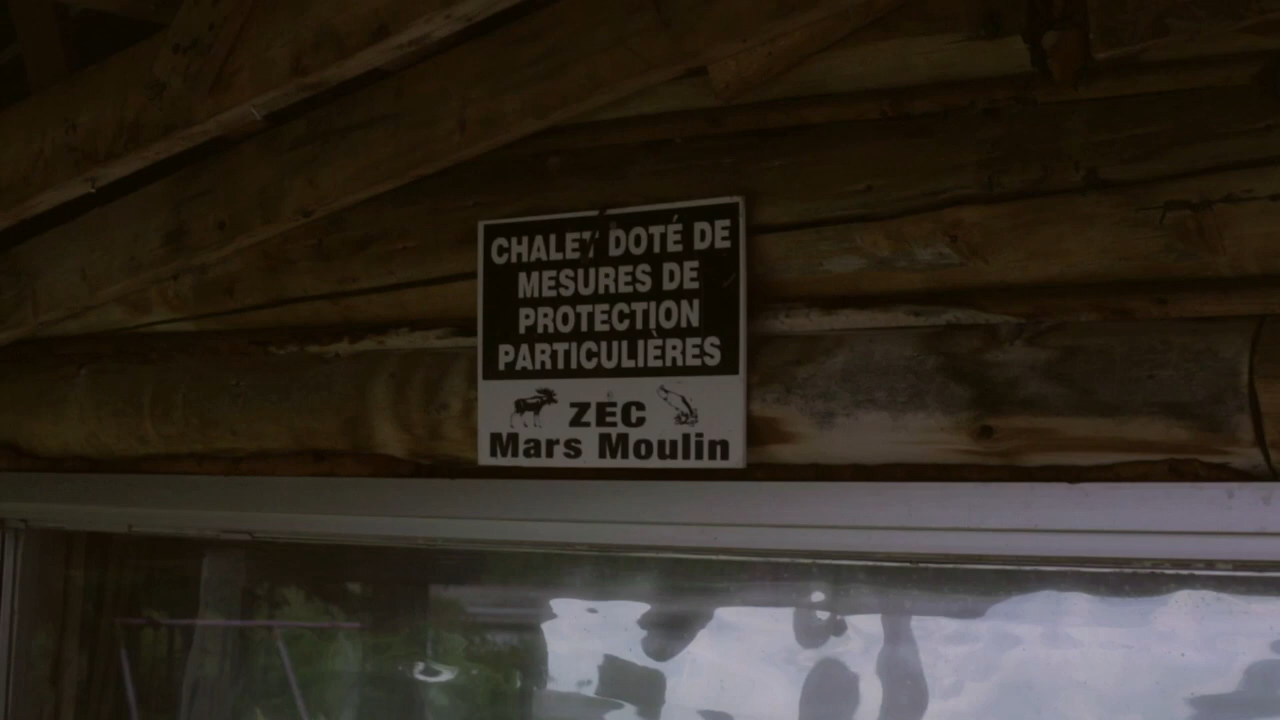 CHALET DOTÉ DE
MESURES DE
PROTECTION
PARTICULIÈRES
ZEC
Mars Moulin